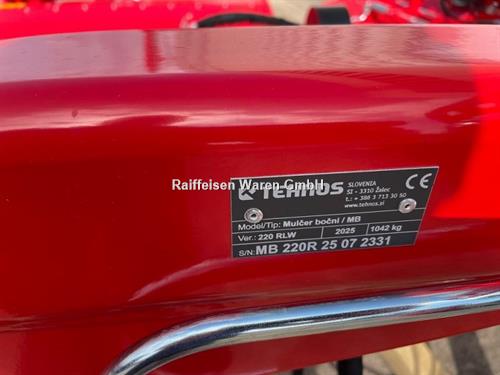 Raiffeisen Waren GmbH
TEHNOS
SLOVENIA
SI - 3310 Žalec
t.: + 386 3 713 30 50
www.tehnos.si
CE
Model/Tip: Mulčer bočni / MB
Ver.: 220 RLW 2025 1042 kg
S/N: MB 220R 25 07 2331